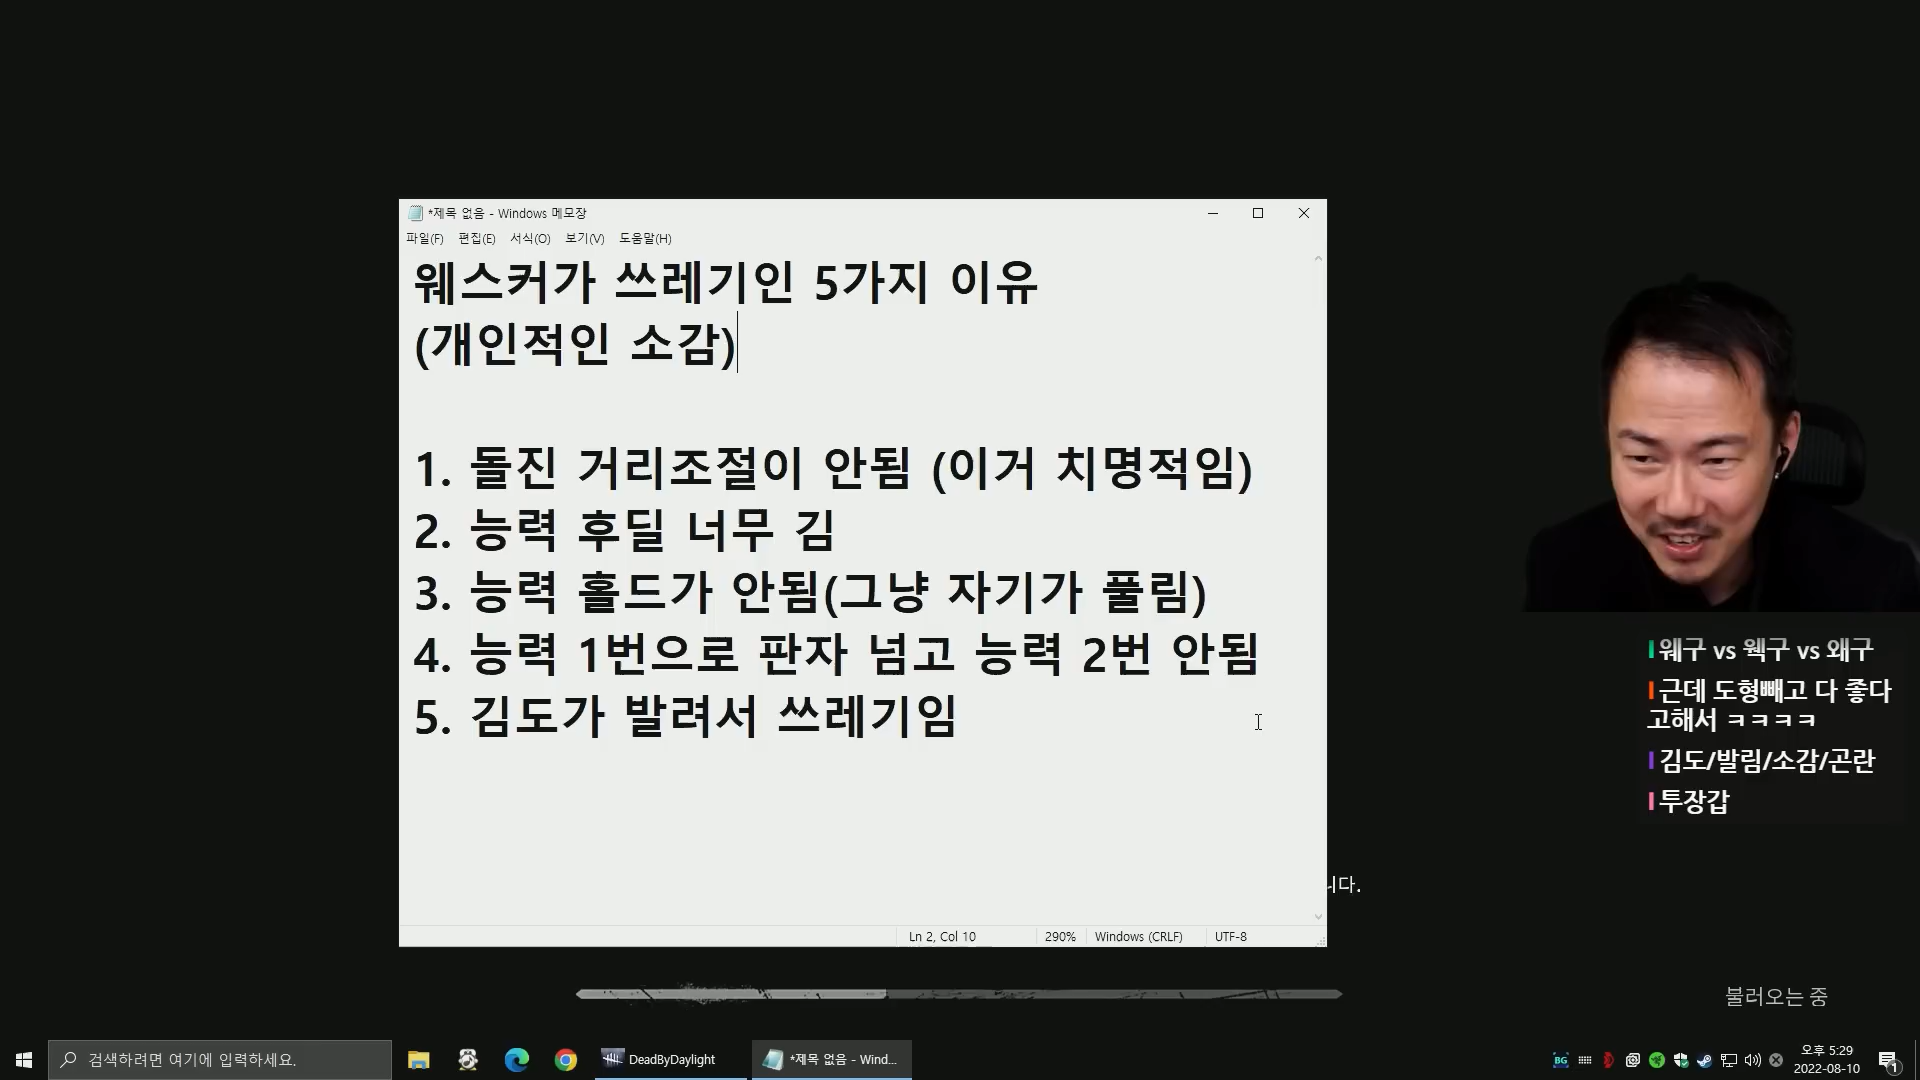 *제목 없음 - Windows 메모장
파일(F) 편집(E) 서식(O) 보기(V) 도움말(H)
웨스커가 쓰레기인 5가지 이유
(개인적인 소감)
1. 돌진 거리조절이 안됨 (이거 치명적임)
2. 능력 후딜 너무 김
3. 능력 홀드가 안됨(그냥 자기가 풀림)
4. 능력 1번으로 판자 넘고 능력 2번 안됨
5. 김도가 발려서 쓰레기임
웨구 vs 웩구 vs 왜구
근데 도형빼고 다 좋다
고해서 ㅋㅋㅋㅋ
김도/발림/소감/곤란
투장갑
니다.
Ln 2, Col 10 290% Windows (CRLF) UTF-8
불러오는 중
검색하려면 여기에 입력하세요.
DeadByDaylight
*제목 없음 - Wind...
BG
오후 5:29
2022-08-10
1